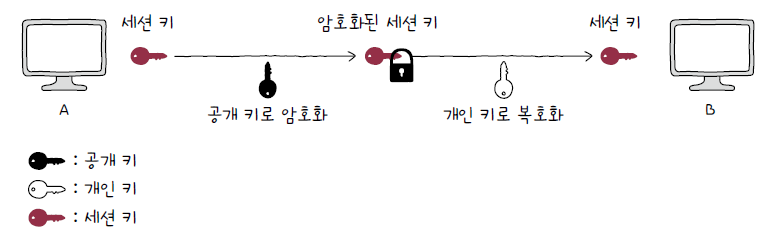 세션 키
암호화된 세션 키
세션 키
A
공개 키로 암호화
개인 키로 복호화
B
: 공개 키
: 개인 키
: 세션 키